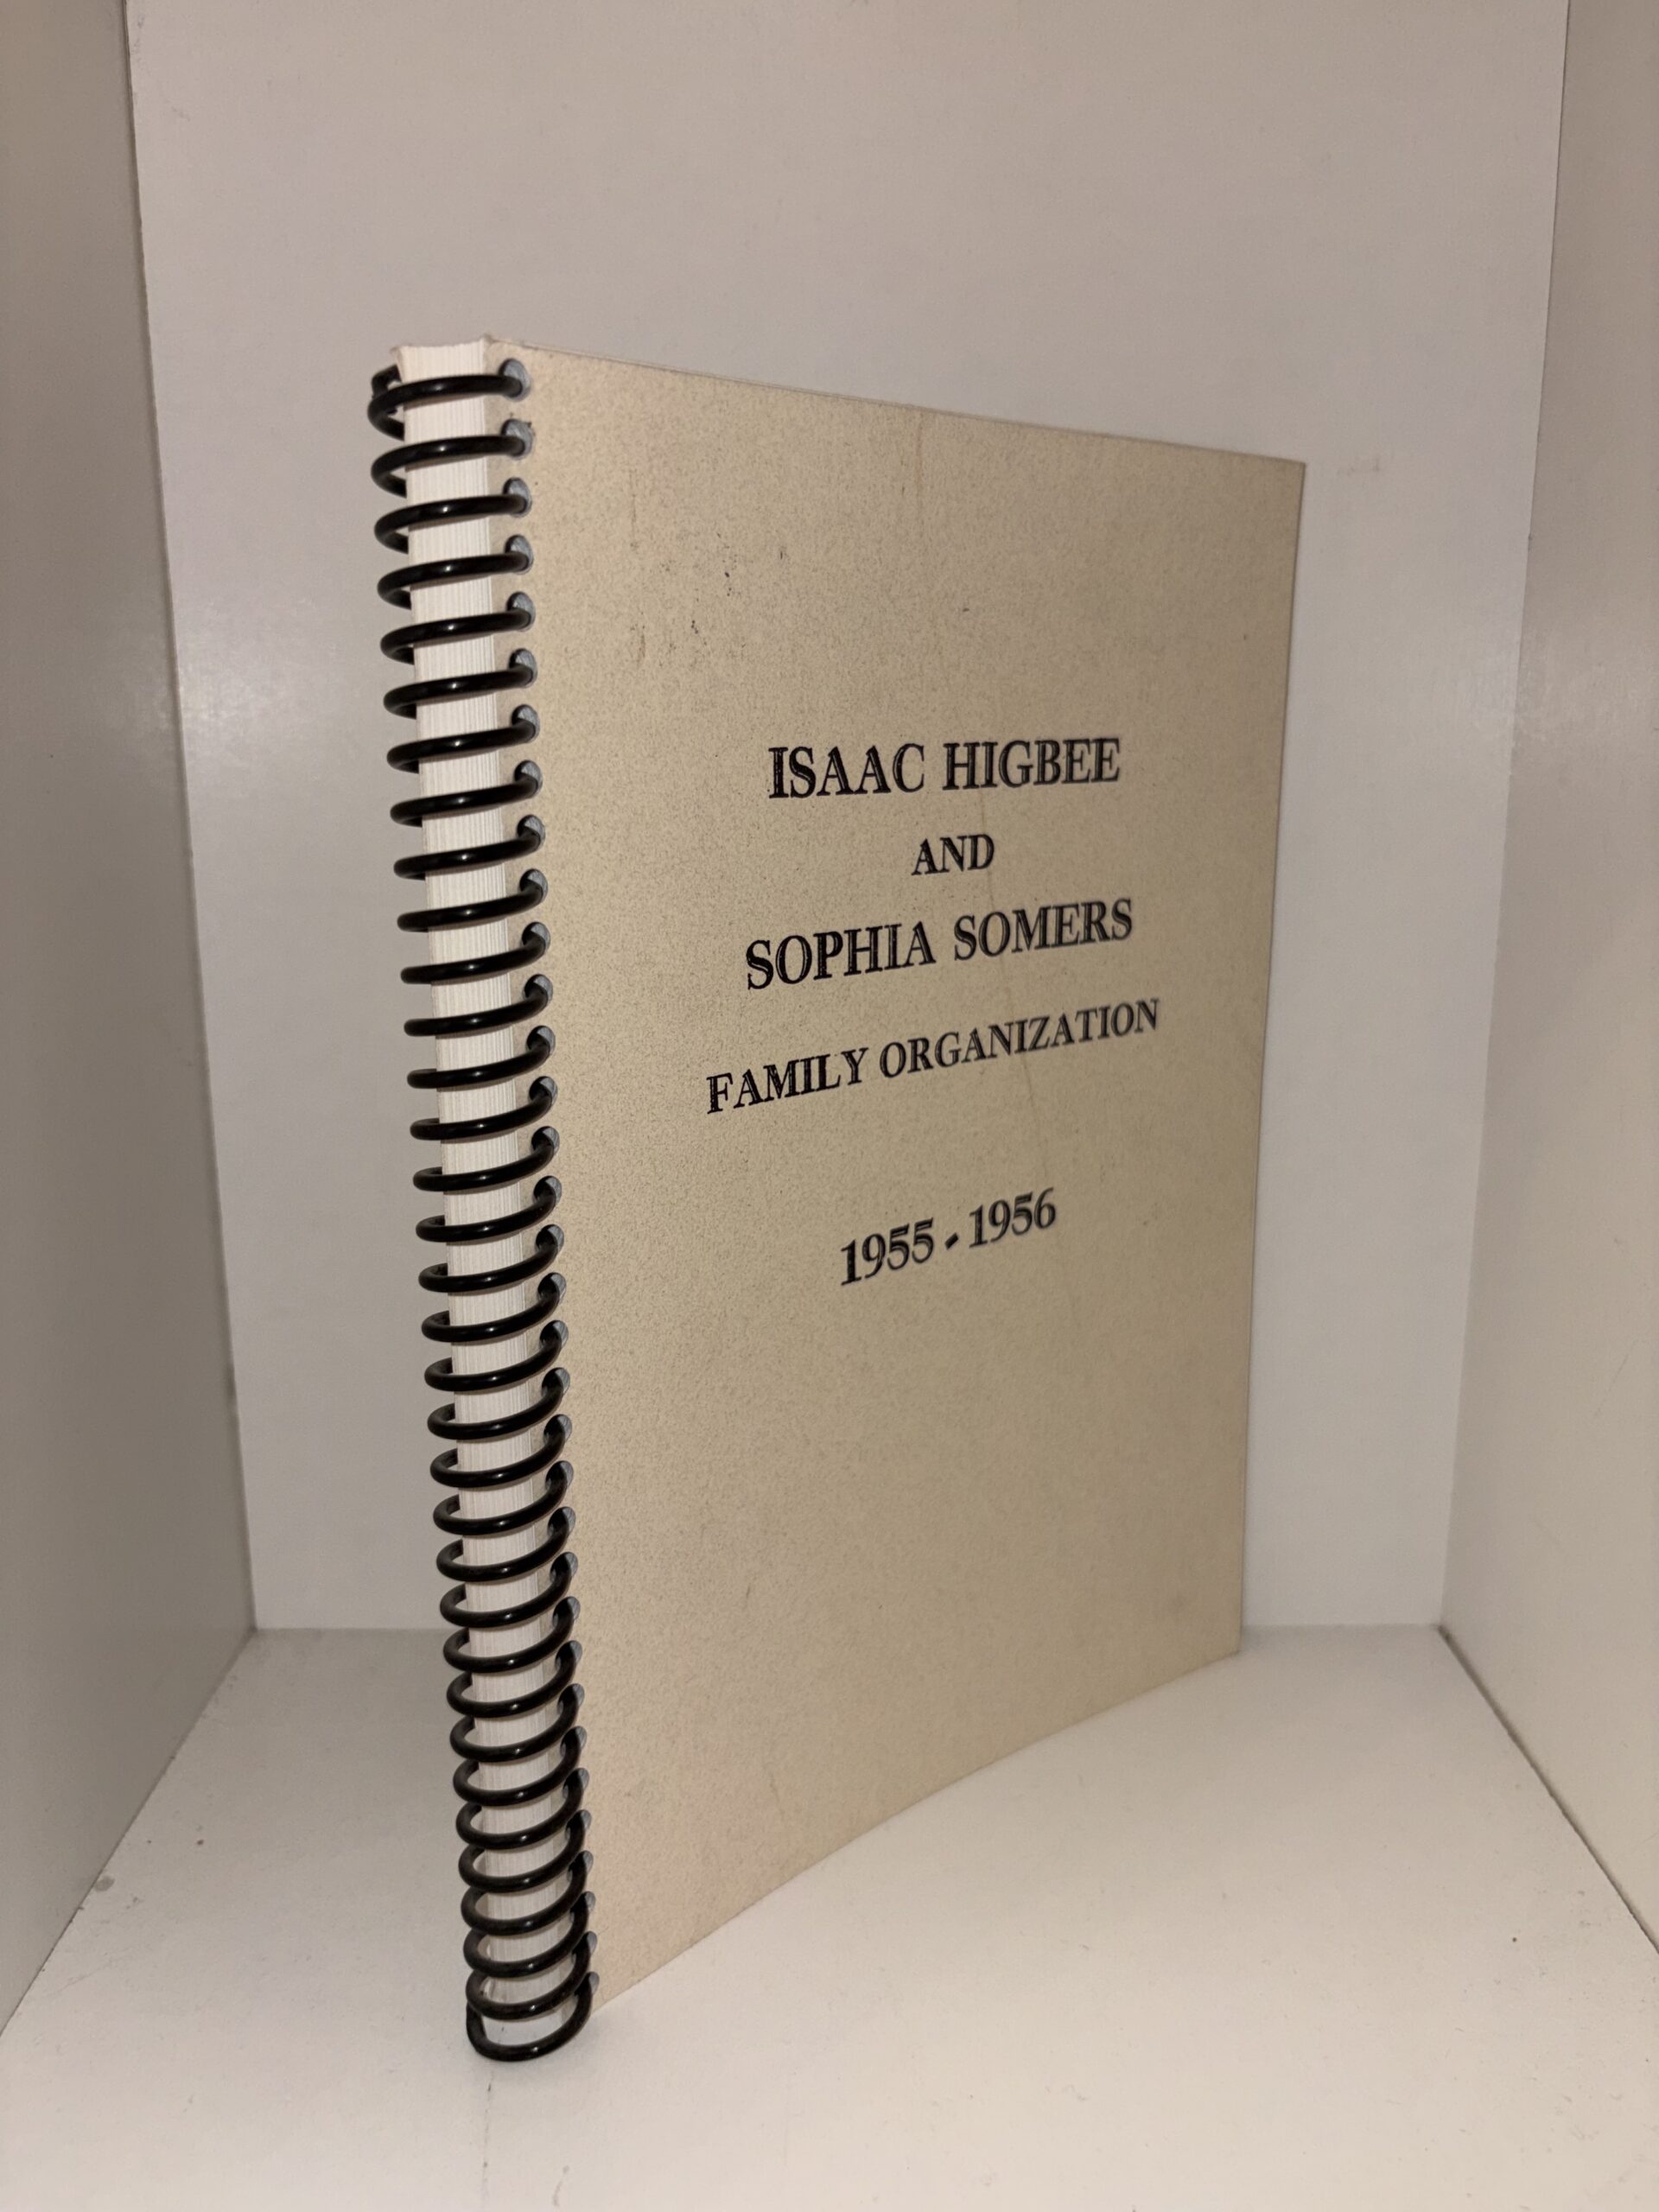 ISAAC HIGBEE
AND
SOPHIA SOMERS
FAMILY ORGANIZATION
1955-1956